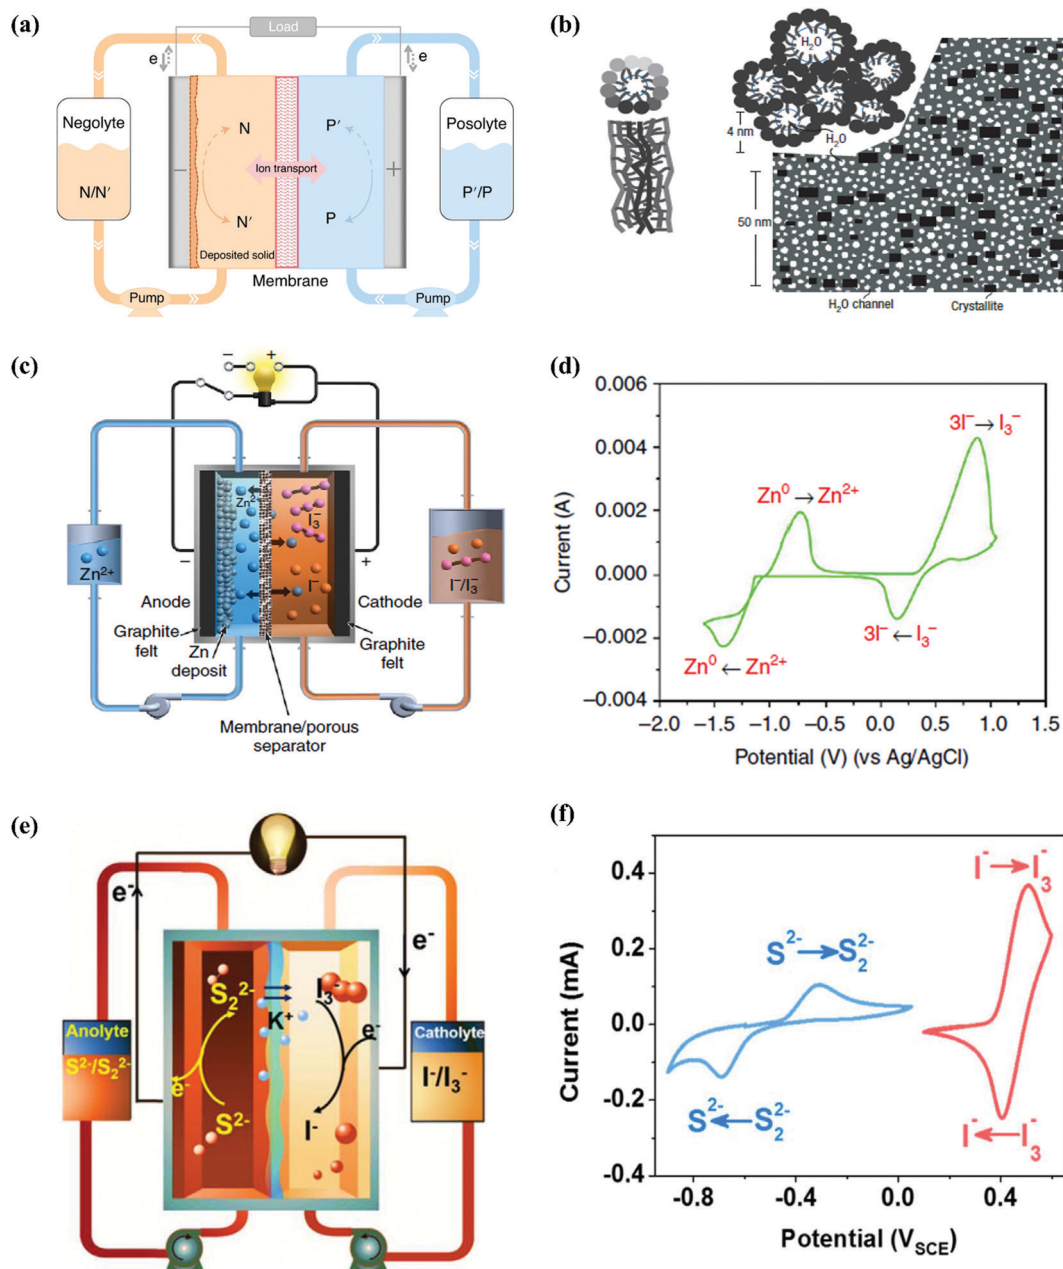 (a)
Load
e
e
Negolyte
N/N′
N
N′
Deposited solid
Ion transport
P′
P
Posolyte
P′/P
−
+
Membrane
Pump
Pump
(b)
H₂O
4 nm
H₂O
50 nm
H₂O channel
Crystallite
(c)
−
+
Zn²⁺
Zn²⁺
I₃⁻
I⁻
I⁻/I₃⁻
−
+
Anode
Cathode
Graphite
felt
Zn
deposit
Graphite
felt
Membrane/porous
separator
(d)
Current (A)
0.006
0.004
0.002
0.000
−0.002
−0.004
3I⁻ → I₃⁻
Zn⁰ → Zn²⁺
3I⁻ ← I₃⁻
Zn⁰ ← Zn²⁺
−2.0 −1.5 −1.0 −0.5 0.0 0.5 1.0 1.5
Potential (V) (vs Ag/AgCl)
(e)
e⁻
e⁻
S₂²⁻
I₃⁻
K⁺
e⁻
Anolyte
S²⁻/S₂²⁻
e⁻
S²⁻
I⁻
Catholyte
I⁻/I₃⁻
(f)
Current (mA)
0.4
0.2
0.0
-0.2
-0.4
I⁻ → I₃⁻
S²⁻ → S₂²⁻
S²⁻ ← S₂²⁻
I⁻ ← I₃⁻
-0.8 -0.4 0.0 0.4
Potential (V_SCE)